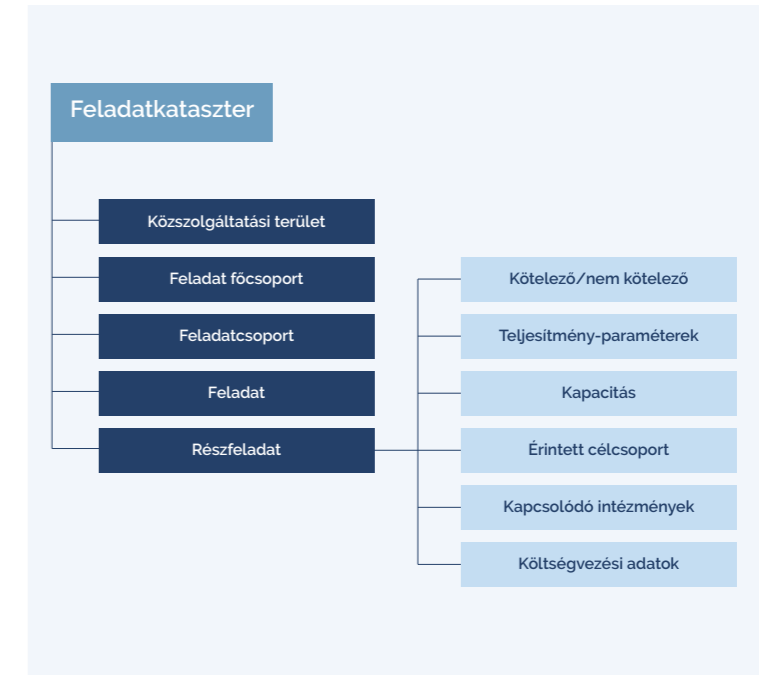 Feladatkataszter
Közszolgáltatási terület
Feladat főcsoport
Feladatcsoport
Feladat
Részfeladat
Kötelező/nem kötelező
Teljesítmény-paraméterek
Kapacitás
Érintett célcsoport
Kapcsolódó intézmények
Költségvezési adatok